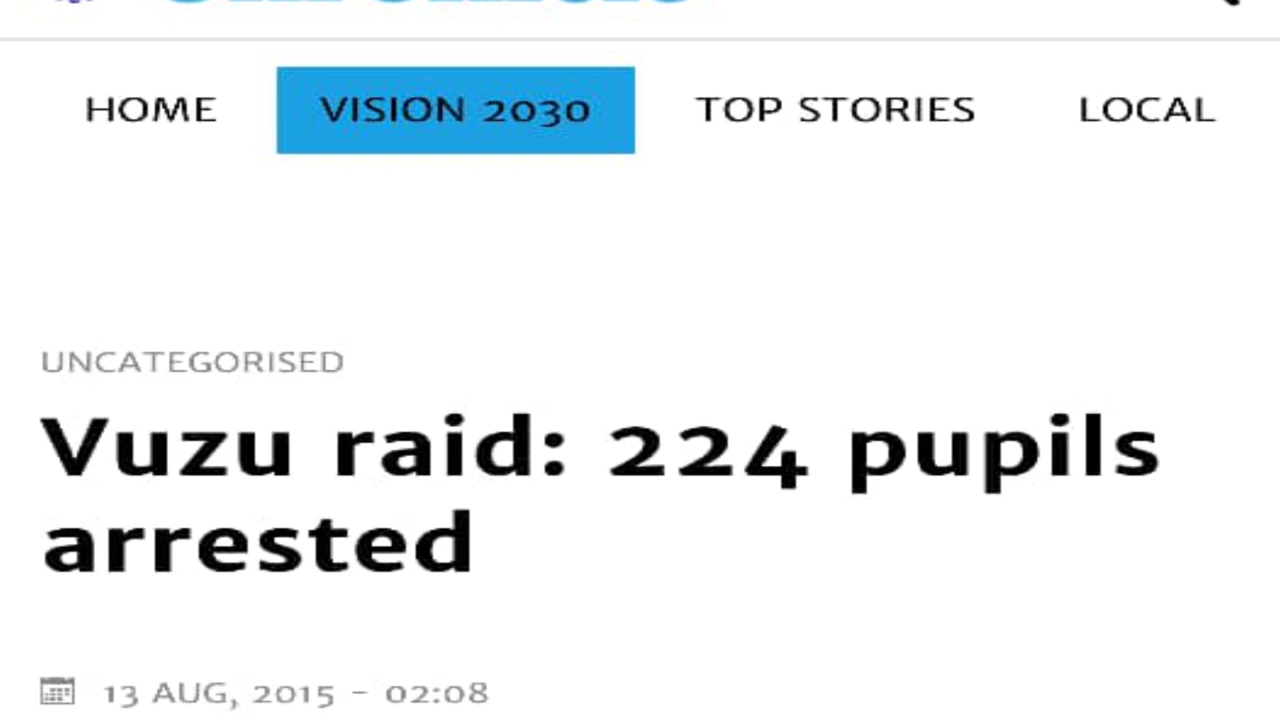 HOME VISION 2030 TOP STORIES LOCAL
UNCATEGORISED
Vuzu raid: 224 pupils
arrested
13 AUG, 2015 - 02:08